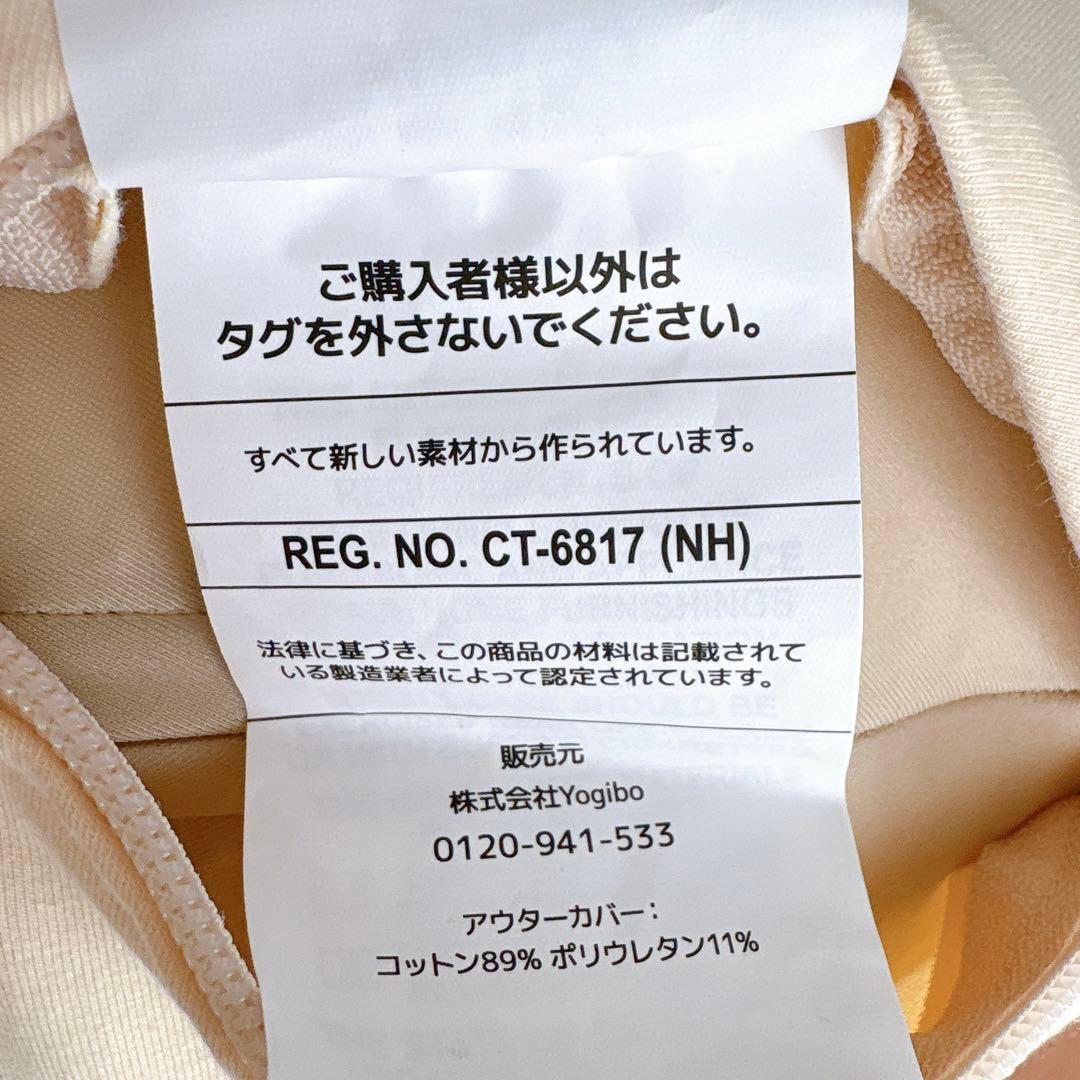 ご購入者様以外は
タグを外さないでください。
すべて新しい素材から作られています。
REG. NO. CT-6817 (NH)
法律に基づき、この商品の材料は記載されて
いる製造業者によって認定されています。
販売元
株式会社Yogibo
0120-941-533
アウターカバー：
コットン89% ポリウレタン11%